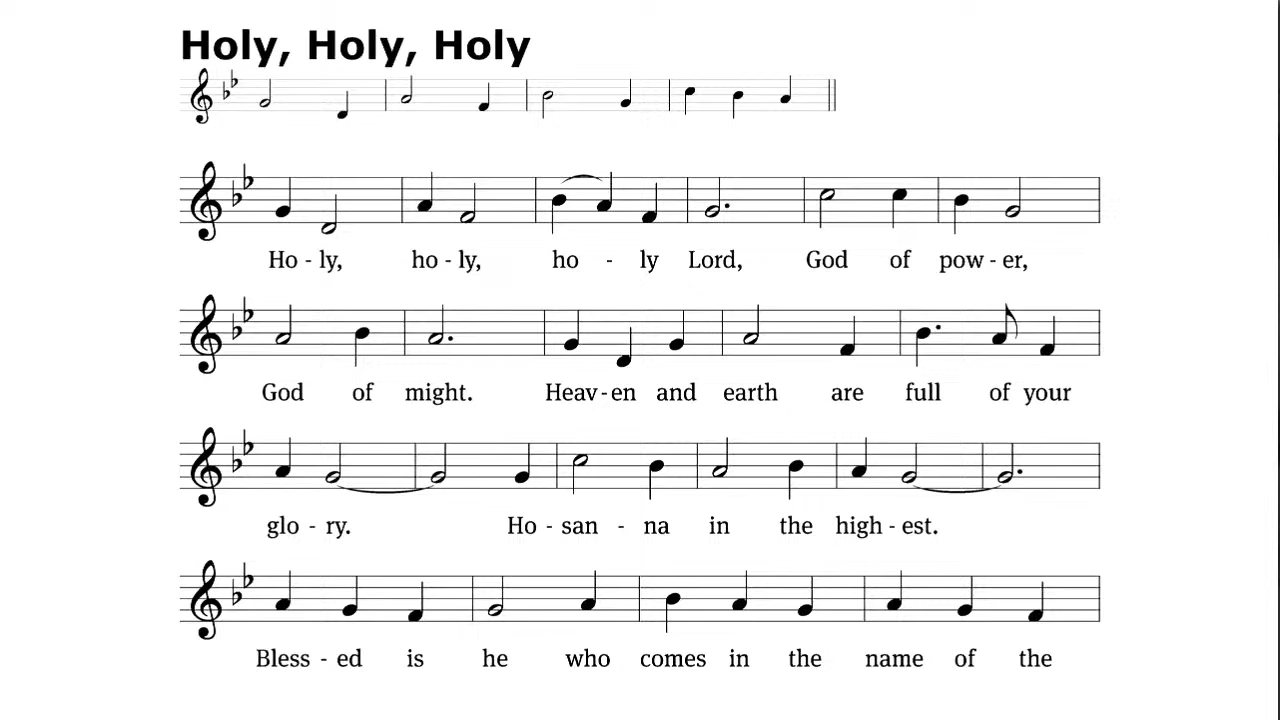 Holy, Holy, Holy
Ho - ly, ho - ly, ho - ly Lord, God of pow - er,
God of might. Heav - en and earth are full of your
glo - ry. Ho - san - na in the high - est.
Bless - ed is he who comes in the name of the